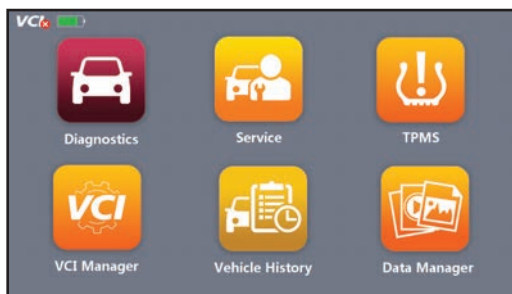 VCI
Diagnostics Service TPMS
VCI
VCI Manager Vehicle History Data Manager